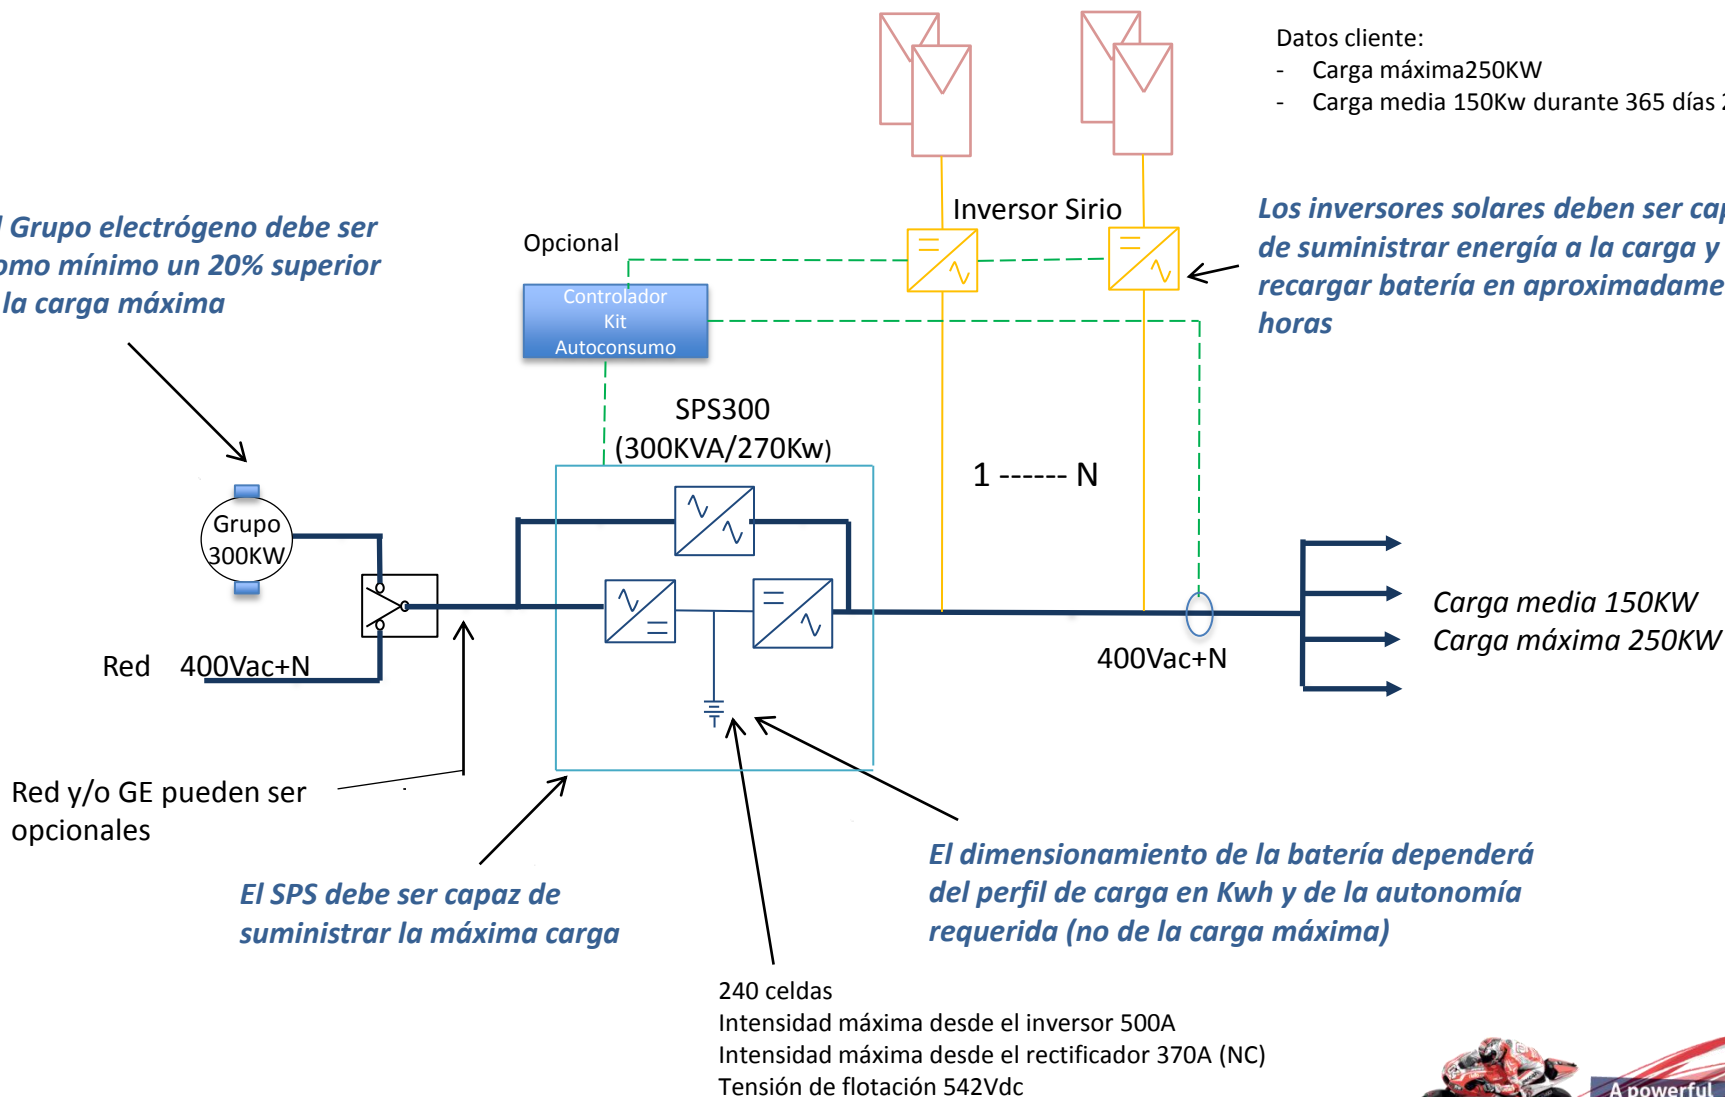 Datos cliente:
- Carga máxima250KW
- Carga media 150Kw durante 365 días
Grupo electrógeno debe ser
mínimo un 20% superior
la carga máxima
Opcional
Controlador
Kit
Autoconsumo
Inversor Sirio
Los inversores solares deben ser
de suministrar energía a la carga y
recargar batería en
horas
SPS300
(300KVA/270Kw)
1 ------ N
Grupo
300KW
Red 400Vac+N
400Vac+N
Carga media 150KW
Carga máxima 250KW
Red y/o GE pueden ser
opcionales
El SPS debe ser capaz de
suministrar la máxima carga
El dimensionamiento de la batería dependerá
del perfil de carga en Kwh y de la autonomía
requerida (no de la carga máxima)
240 celdas
Intensidad máxima desde el inversor 500A
Intensidad máxima desde el rectificador 370A (NC)
Tensión de flotación 542Vdc
A powerful